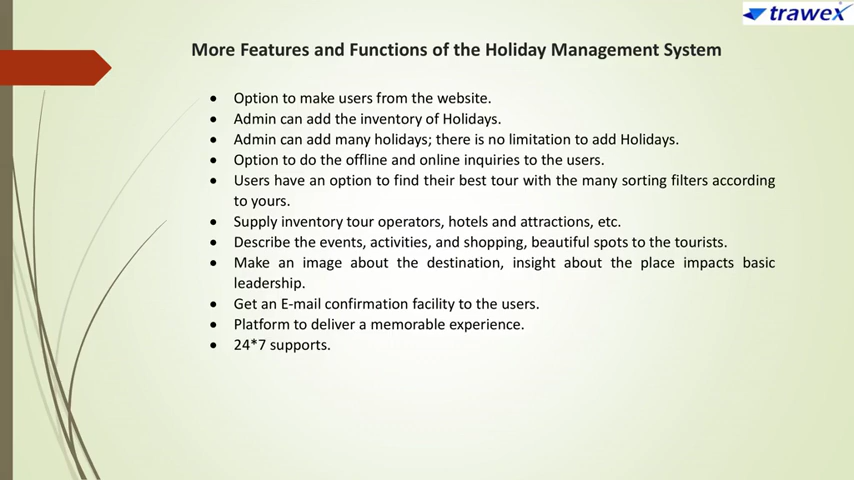 trawex
More Features and Functions of the Holiday Management System
• Option to make users from the website.
• Admin can add the inventory of Holidays.
• Admin can add many holidays; there is no limitation to add Holidays.
• Option to do the offline and online inquiries to the users.
• Users have an option to find their best tour with the many sorting filters according
to yours.
• Supply inventory tour operators, hotels and attractions, etc.
• Describe the events, activities, and shopping, beautiful spots to the tourists.
• Make an image about the destination, insight about the place impacts basic
leadership.
• Get an E-mail confirmation facility to the users.
• Platform to deliver a memorable experience.
• 24*7 supports.